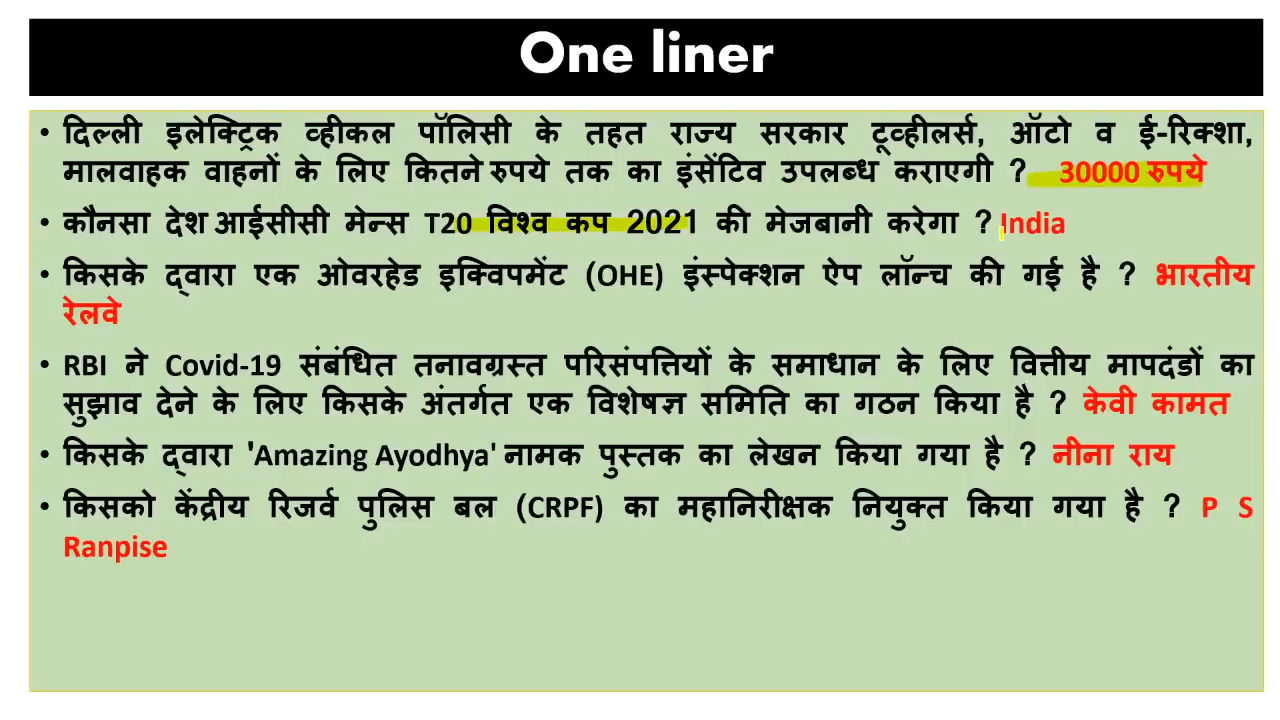 One liner
• दिल्ली इलेक्ट्रिक व्हीकल पॉलिसी के तहत राज्य सरकार टूव्हीलर्स, ऑटो व ई-रिक्शा,
मालवाहक वाहनों के लिए कितने रुपये तक का इंसेंटिव उपलब्ध कराएगी ? 30000 रुपये
• कौनसा देश आईसीसी मेन्स T20 विश्व कप 2021 की मेजबानी करेगा ? India
• किसके द्वारा एक ओवरहेड इक्विपमेंट (OHE) इंस्पेक्शन ऐप लॉन्च की गई है ? भारतीय
रेलवे
• RBI ने Covid-19 संबंधित तनावग्रस्त परिसंपत्तियों के समाधान के लिए वित्तीय मापदंडों का
सुझाव देने के लिए किसके अंतर्गत एक विशेषज्ञ समिति का गठन किया है ? केवी कामत
• किसके द्वारा 'Amazing Ayodhya' नामक पुस्तक का लेखन किया गया है ? नीना राय
• किसको केंद्रीय रिजर्व पुलिस बल (CRPF) का महानिरीक्षक नियुक्त किया गया है ? P S
Ranpise